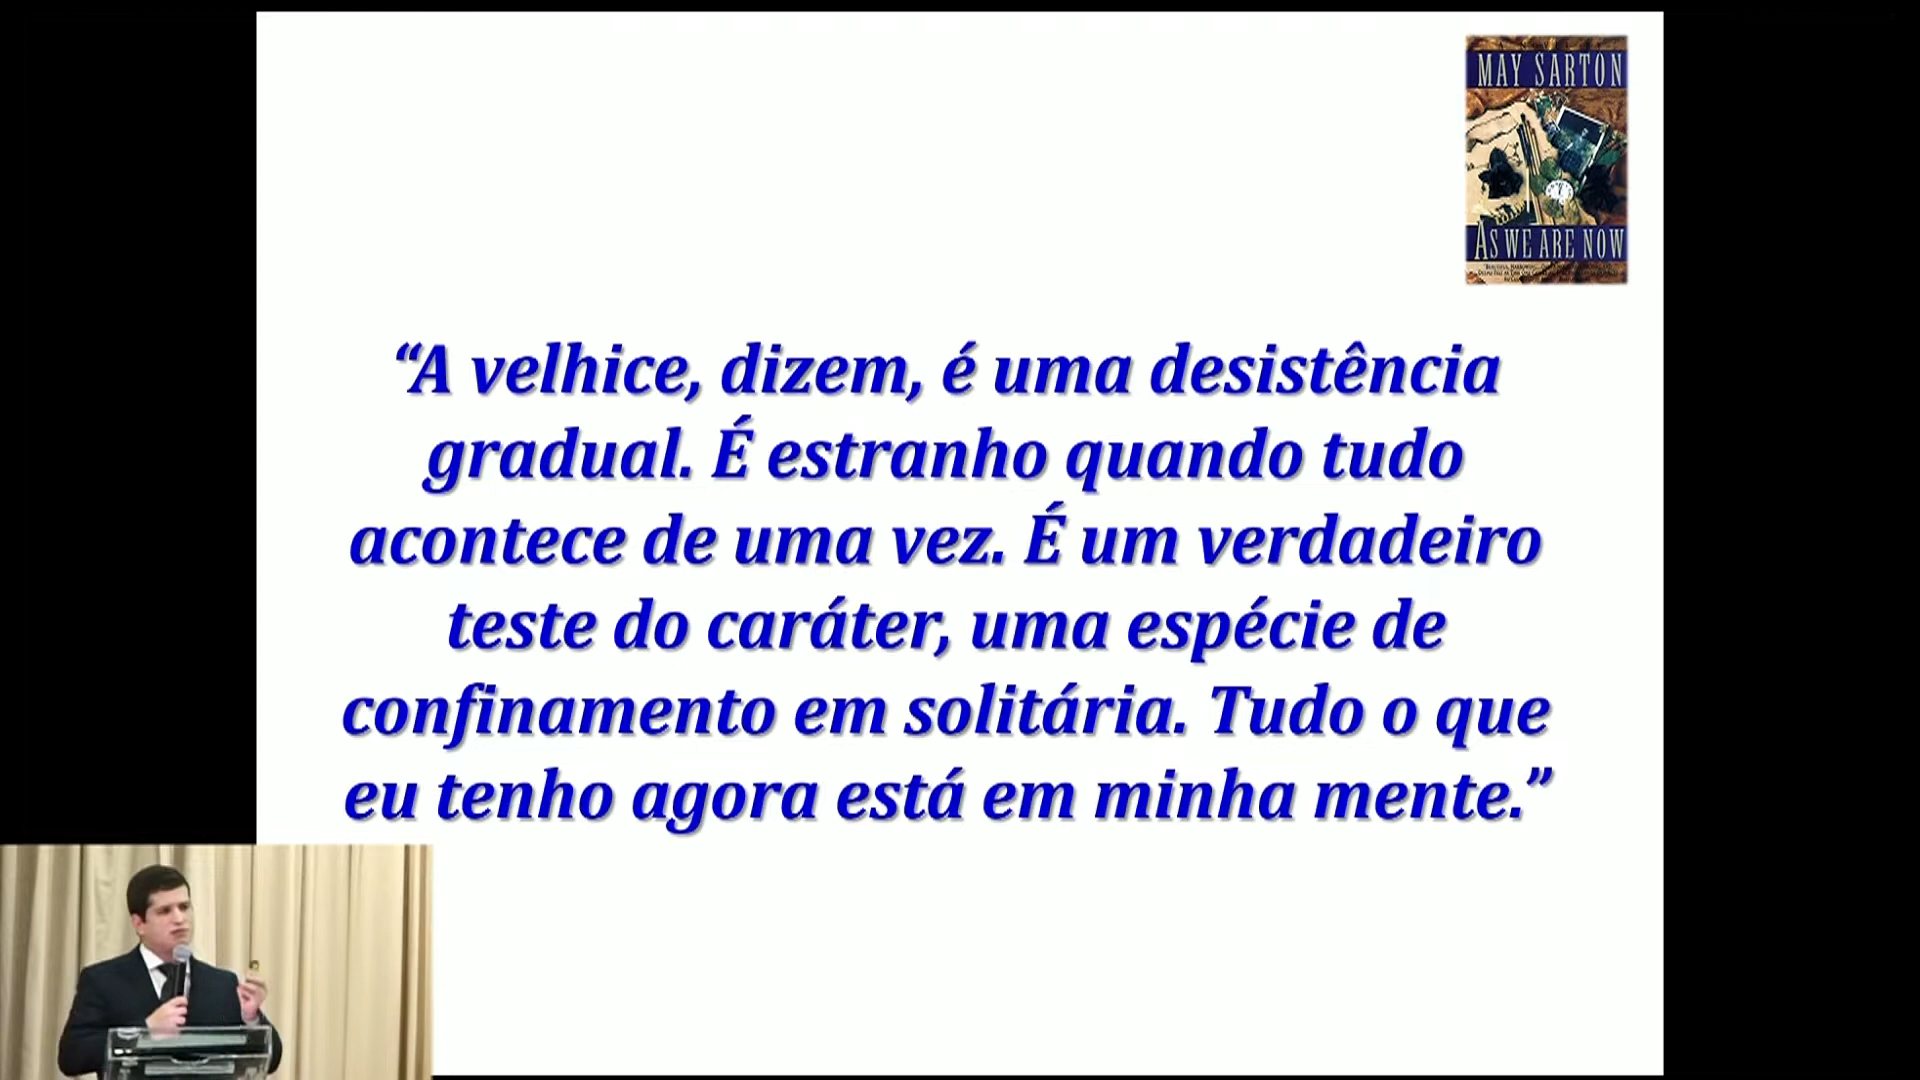 MAY SARTON
AS WE ARE NOW
“A velhice, dizem, é uma desistência
gradual. É estranho quando tudo
acontece de uma vez. É um verdadeiro
teste do caráter, uma espécie de
confinamento em solitária. Tudo o que
eu tenho agora está em minha mente.”